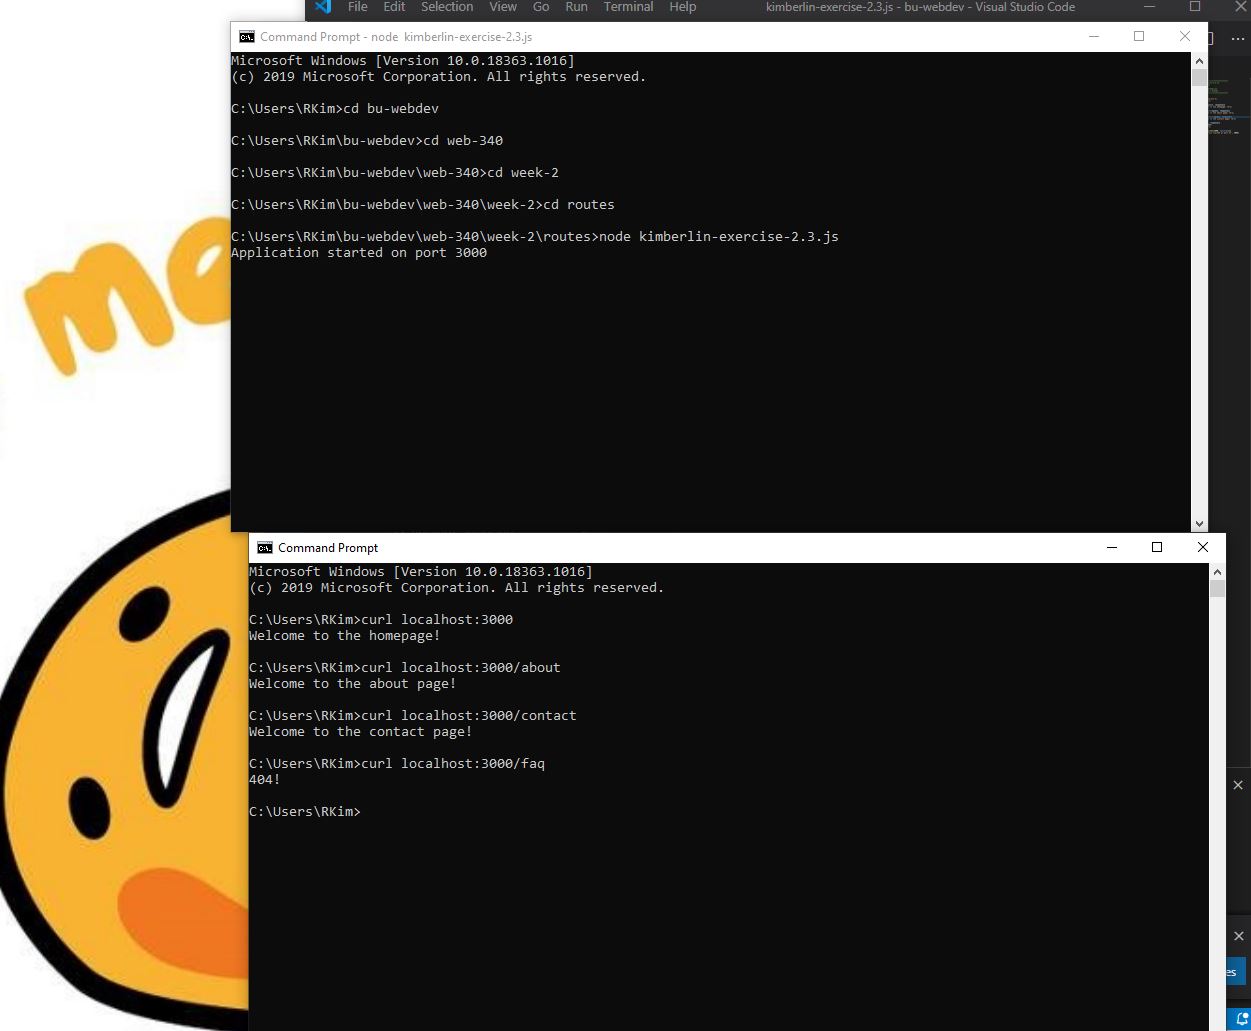 File Edit Selection View Go Run Terminal Help kimberlin-exercise-2.3.js - bu-webdev - Visual Studio Code
Command Prompt - node  kimberlin-exercise-2.3.js
Microsoft Windows [Version 10.0.18363.1016]
(c) 2019 Microsoft Corporation. All rights reserved.
C:\Users\RKim>cd bu-webdev
C:\Users\RKim\bu-webdev>cd web-340
C:\Users\RKim\bu-webdev\web-340>cd week-2
C:\Users\RKim\bu-webdev\web-340\week-2>cd routes
C:\Users\RKim\bu-webdev\web-340\week-2\routes>node kimberlin-exercise-2.3.js
Application started on port 3000
Command Prompt
Microsoft Windows [Version 10.0.18363.1016]
(c) 2019 Microsoft Corporation. All rights reserved.
C:\Users\RKim>curl localhost:3000
Welcome to the homepage!
C:\Users\RKim>curl localhost:3000/about
Welcome to the about page!
C:\Users\RKim>curl localhost:3000/contact
Welcome to the contact page!
C:\Users\RKim>curl localhost:3000/faq
404!
C:\Users\RKim>